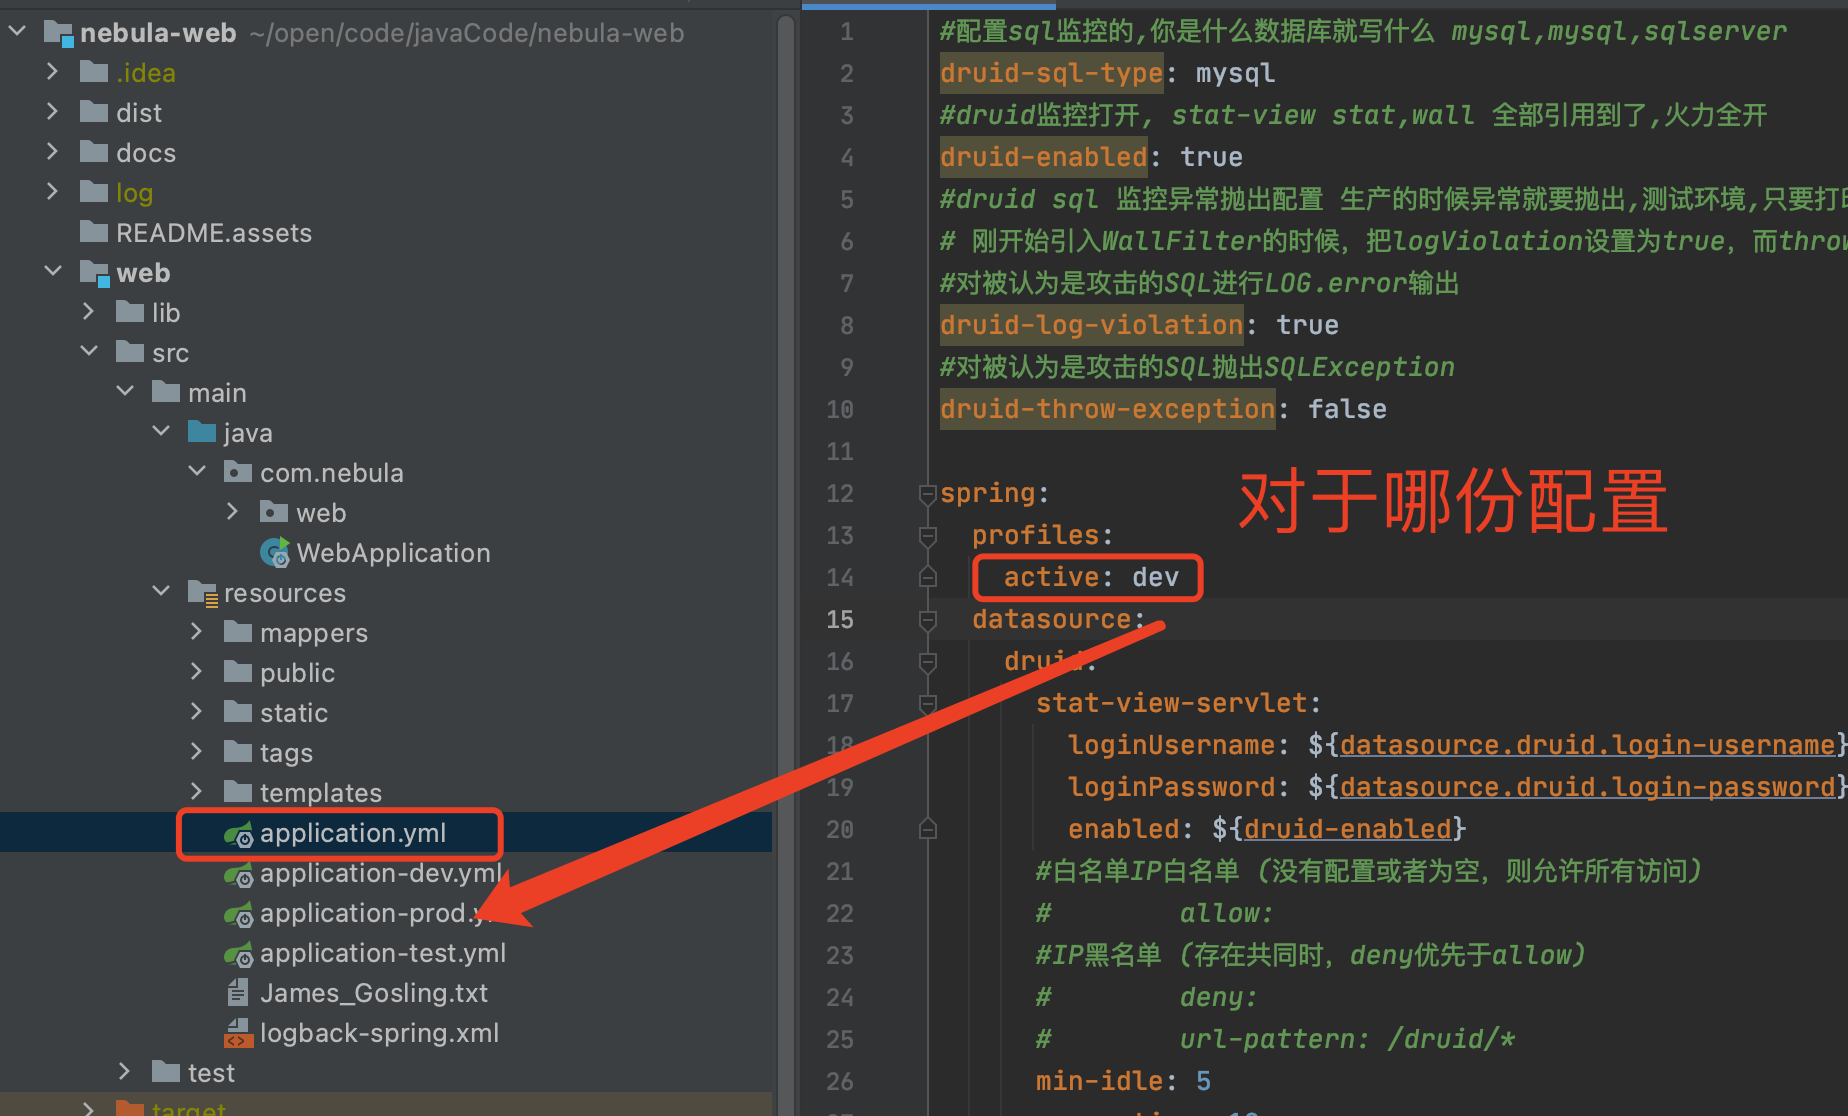 nebula-web ~/open/code/javaCode/nebula-web
.idea
dist
docs
log
README.assets
web
lib
src
main
java
com.nebula
web
WebApplication
resources
mappers
public
static
tags
templates
application.yml
application-dev.yml
application-prod.y
application-test.yml
James_Gosling.txt
logback-spring.xml
test
target
1 #配置sql监控的,你是什么数据库就写什么 mysql,mysql,sqlserver
2 druid-sql-type: mysql
3 #druid监控打开, stat-view stat,wall 全部引用到了,火力全开
4 druid-enabled: true
5 #druid sql 监控异常抛出配置 生产的时候异常就要抛出,测试环境,只要打
6 # 刚开始引入WallFilter的时候，把logViolation设置为true，而throw
7 #对被认为是攻击的SQL进行LOG.error输出
8 druid-log-violation: true
9 #对被认为是攻击的SQL抛出SQLException
10 druid-throw-exception: false
11
对于哪份配置
12 spring:
13 profiles:
14 active: dev
15 datasource:
16 druid:
17 stat-view-servlet:
18 loginUsername: ${datasource.druid.login-username}
19 loginPassword: ${datasource.druid.login-password}
20 enabled: ${druid-enabled}
21 #白名单IP白名单（没有配置或者为空，则允许所有访问）
22 # allow:
23 #IP黑名单（存在共同时，deny优先于allow）
24 # deny:
25 # url-pattern: /druid/*
26 min-idle: 5